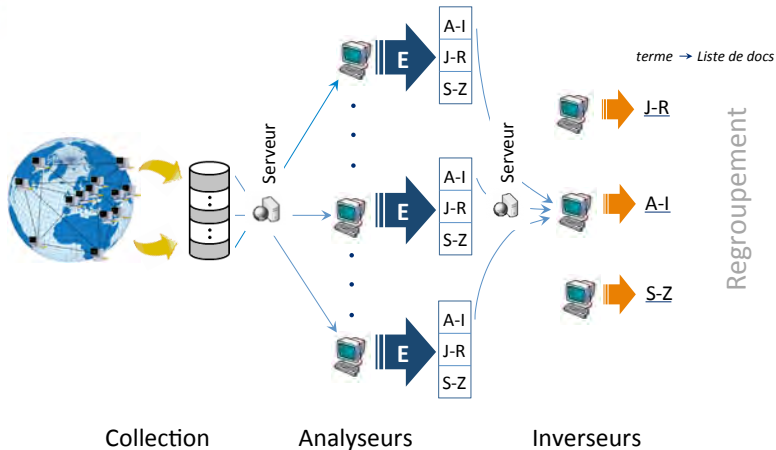 A-I
J-R
S-Z
E
terme → Liste de docs
J-R
Serveur
A-I
J-R
S-Z
E
Serveur
A-I
Regroupement
A-I
J-R
S-Z
E
S-Z
Collection
Analyseurs
Inverseurs